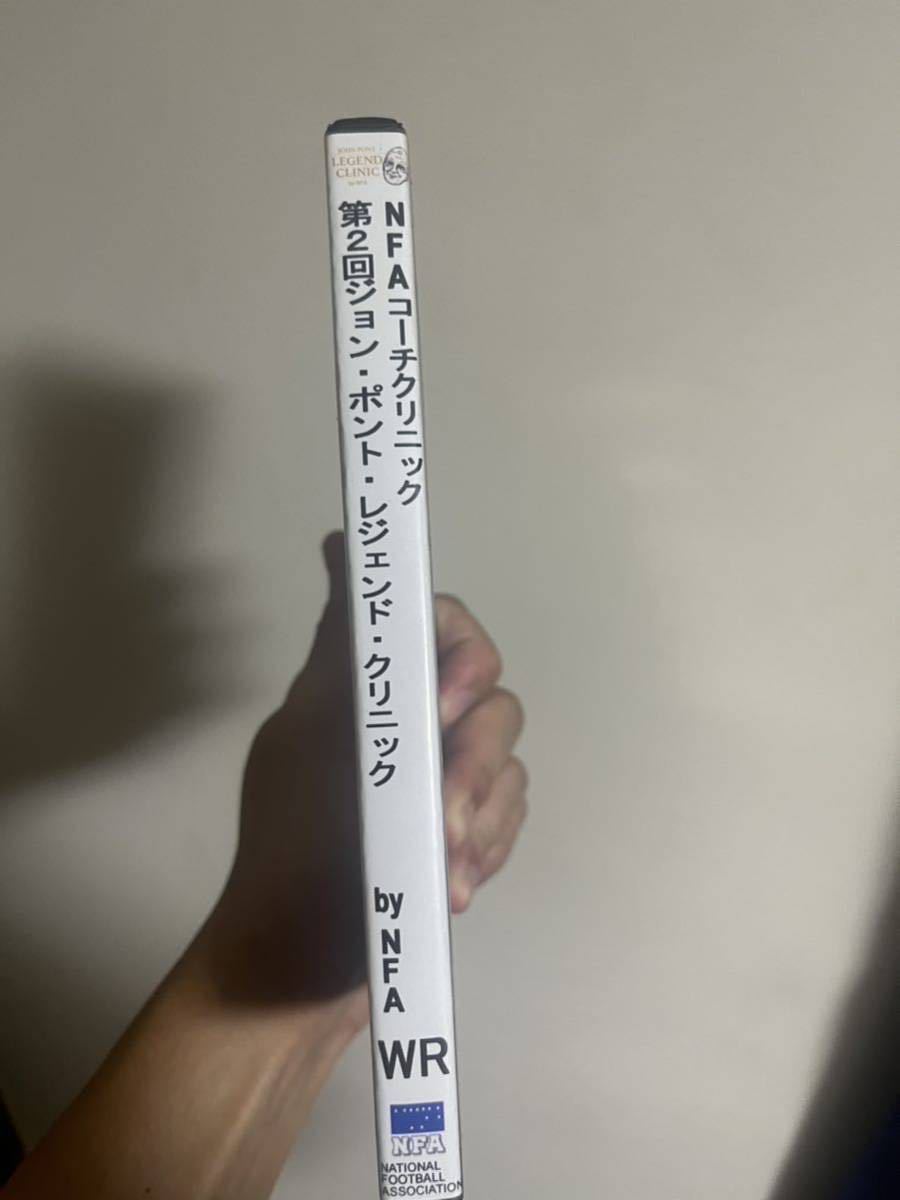 JOHN PONT
LEGEND
CLINIC
by NFA
NFAコーチクリニック
第2回ジョン・ポント・レジェンド・クリニック
by NFA
WR
NFA
NATIONAL
FOOTBALL
ASSOCIATION